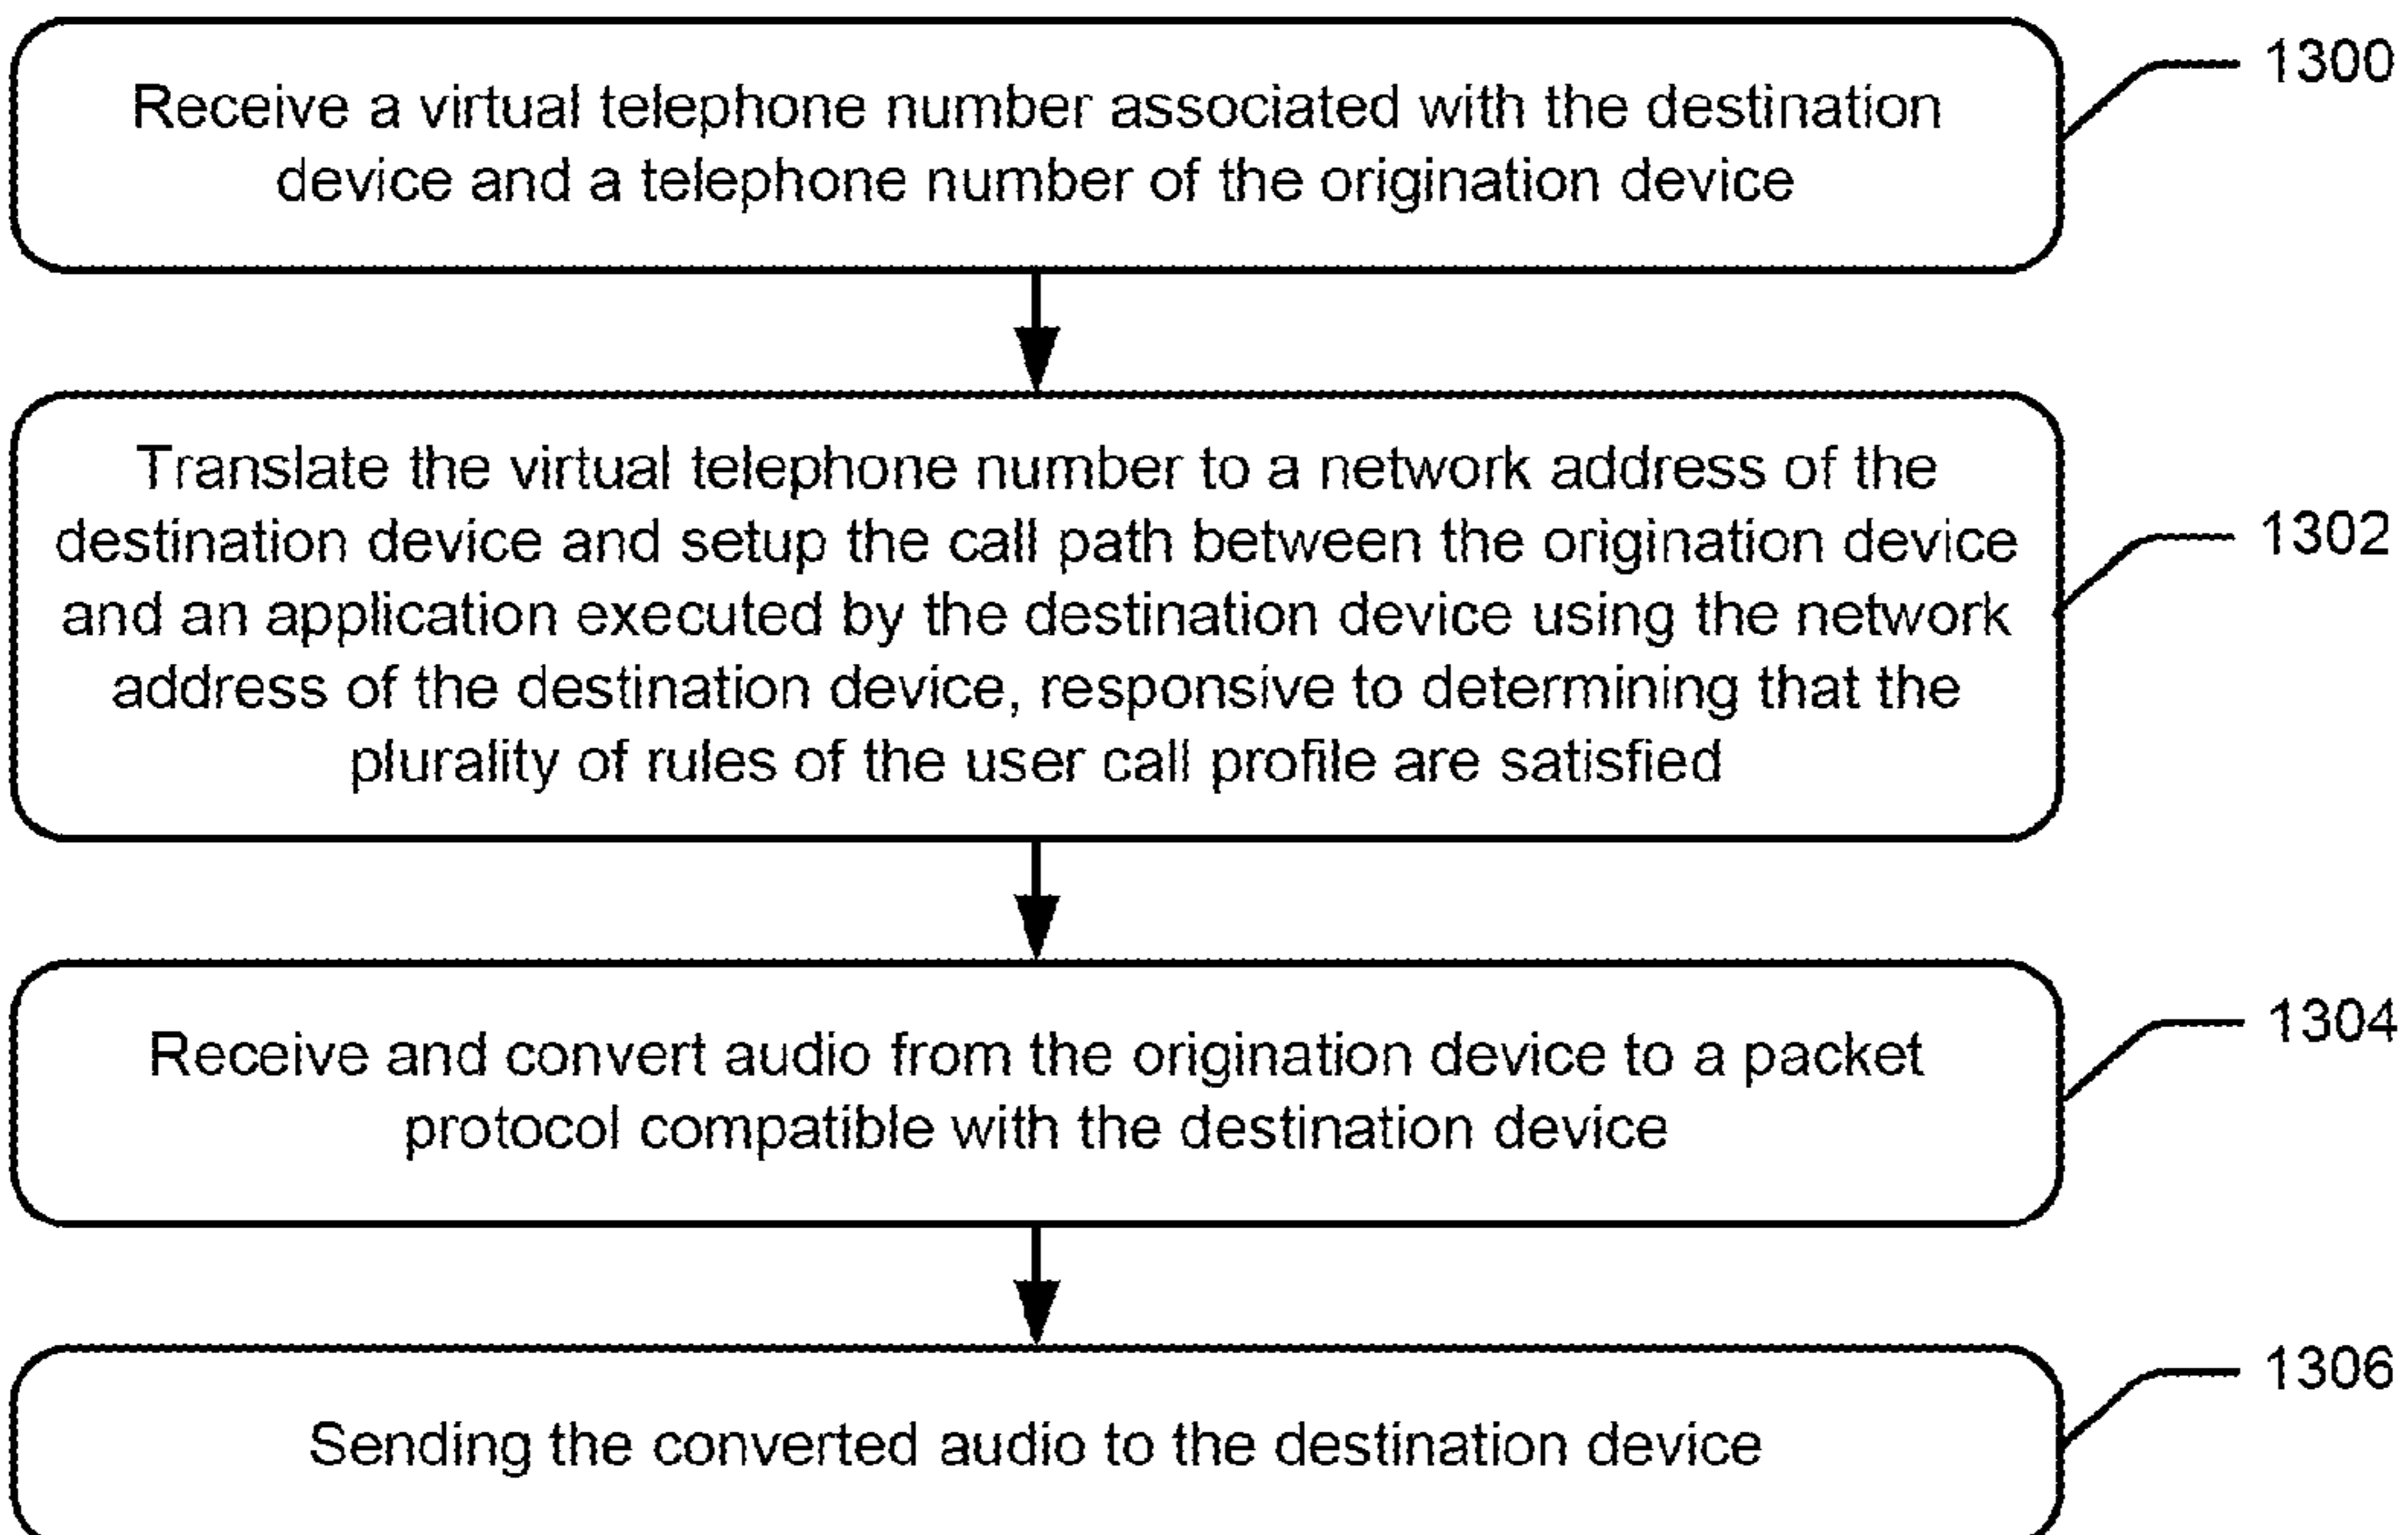 Receive a virtual telephone number associated with the destination
device and a telephone number of the origination device
1300
Translate the virtual telephone number to a network address of the
destination device and setup the call path between the origination device
and an application executed by the destination device using the network
address of the destination device, responsive to determining that the
plurality of rules of the user call profile are satisfied
1302
Receive and convert audio from the origination device to a packet
protocol compatible with the destination device
1304
Sending the converted audio to the destination device
1306